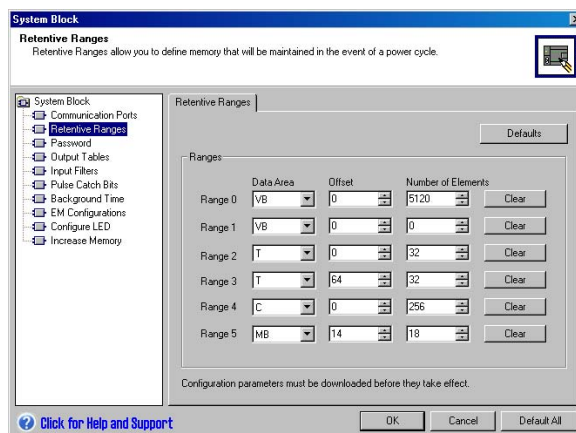 System Block
Retentive Ranges
Retentive Ranges allow you to define memory that will be maintained in the event of a power cycle.
System Block
Communication Ports
Retentive Ranges
Password
Output Tables
Input Filters
Pulse Catch Bits
Background Time
EM Configurations
Configure LED
Increase Memory
Retentive Ranges
Defaults
Ranges
Data Area Offset Number of Elements
Range 0 VB 0 5120 Clear
Range 1 VB 0 0 Clear
Range 2 T 0 32 Clear
Range 3 T 64 32 Clear
Range 4 C 0 256 Clear
Range 5 MB 14 18 Clear
Configuration parameters must be downloaded before they take effect.
Click for Help and Support
OK Cancel Default All